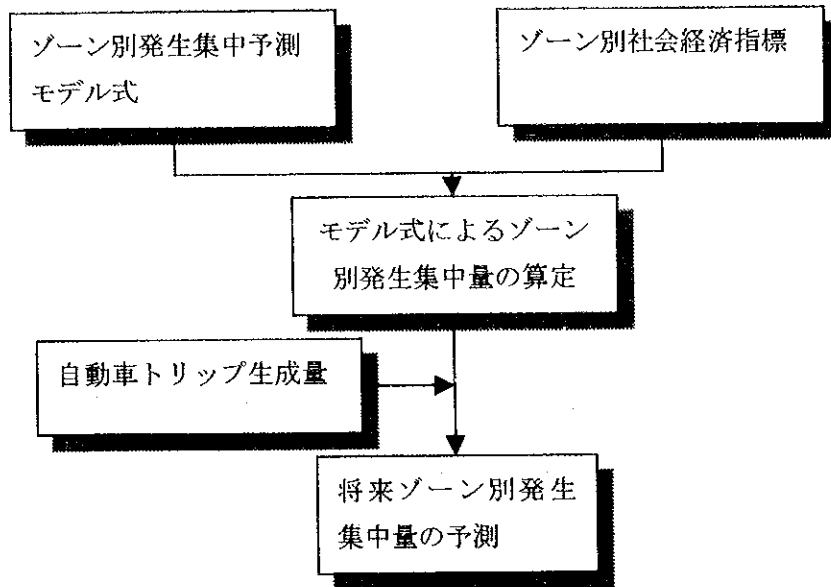 ゾーン別発生集中予測
モデル式
ゾーン別社会経済指標
モデル式によるゾーン
別発生集中量の算定
自動車トリップ生成量
将来ゾーン別発生
集中量の予測